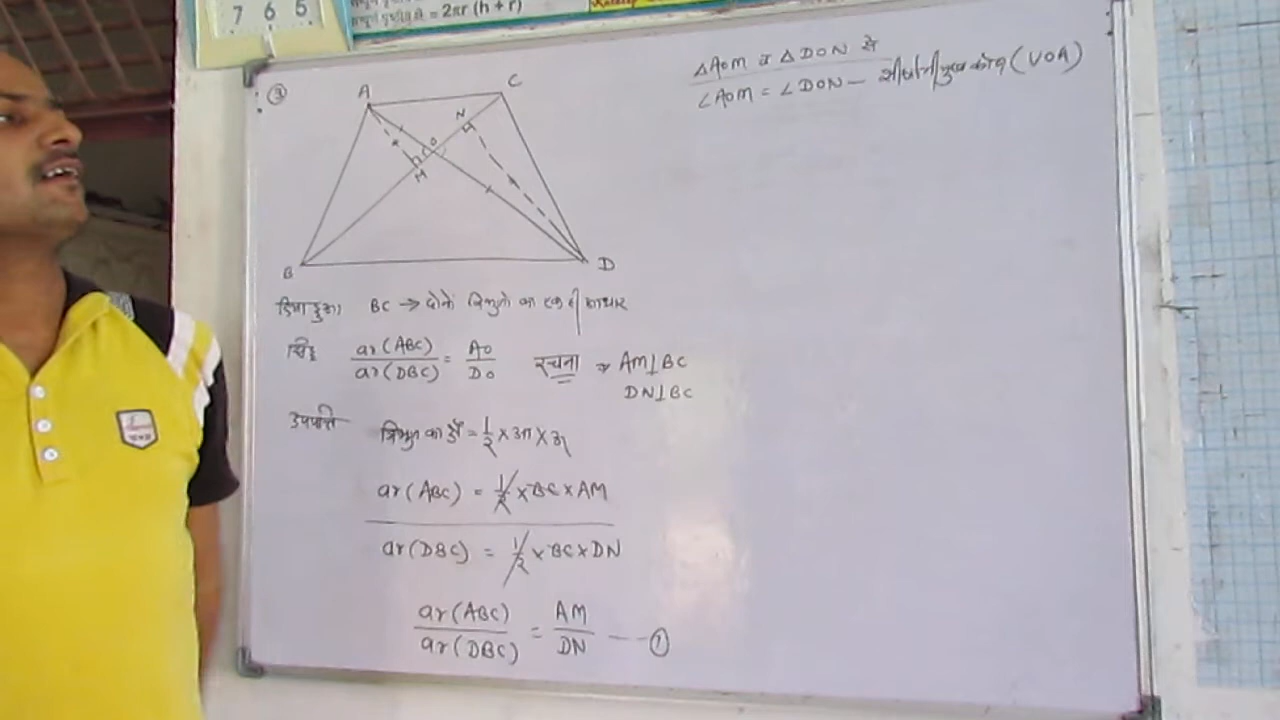 7 6 5
= 2πr (h + r)
③
A
C
N
O
M
B
D
दिया हुआ BC → दोनों त्रिभुजो का एक ही आधार
सिद्ध ar(ABC) / ar(DBC) = AO / DO रचना → AM⊥BC
DN⊥BC
उपपत्ति त्रिभुज का क्षे = 1/2 × आ × उ
ar(ABC) = 1/2 × BC × AM
ar(DBC) = 1/2 × BC × DN
ar(ABC) / ar(DBC) = AM / DN --- ①
△AOM व △DON से
∠AOM = ∠DON — शीर्षाभिमुख कोण (VOA)